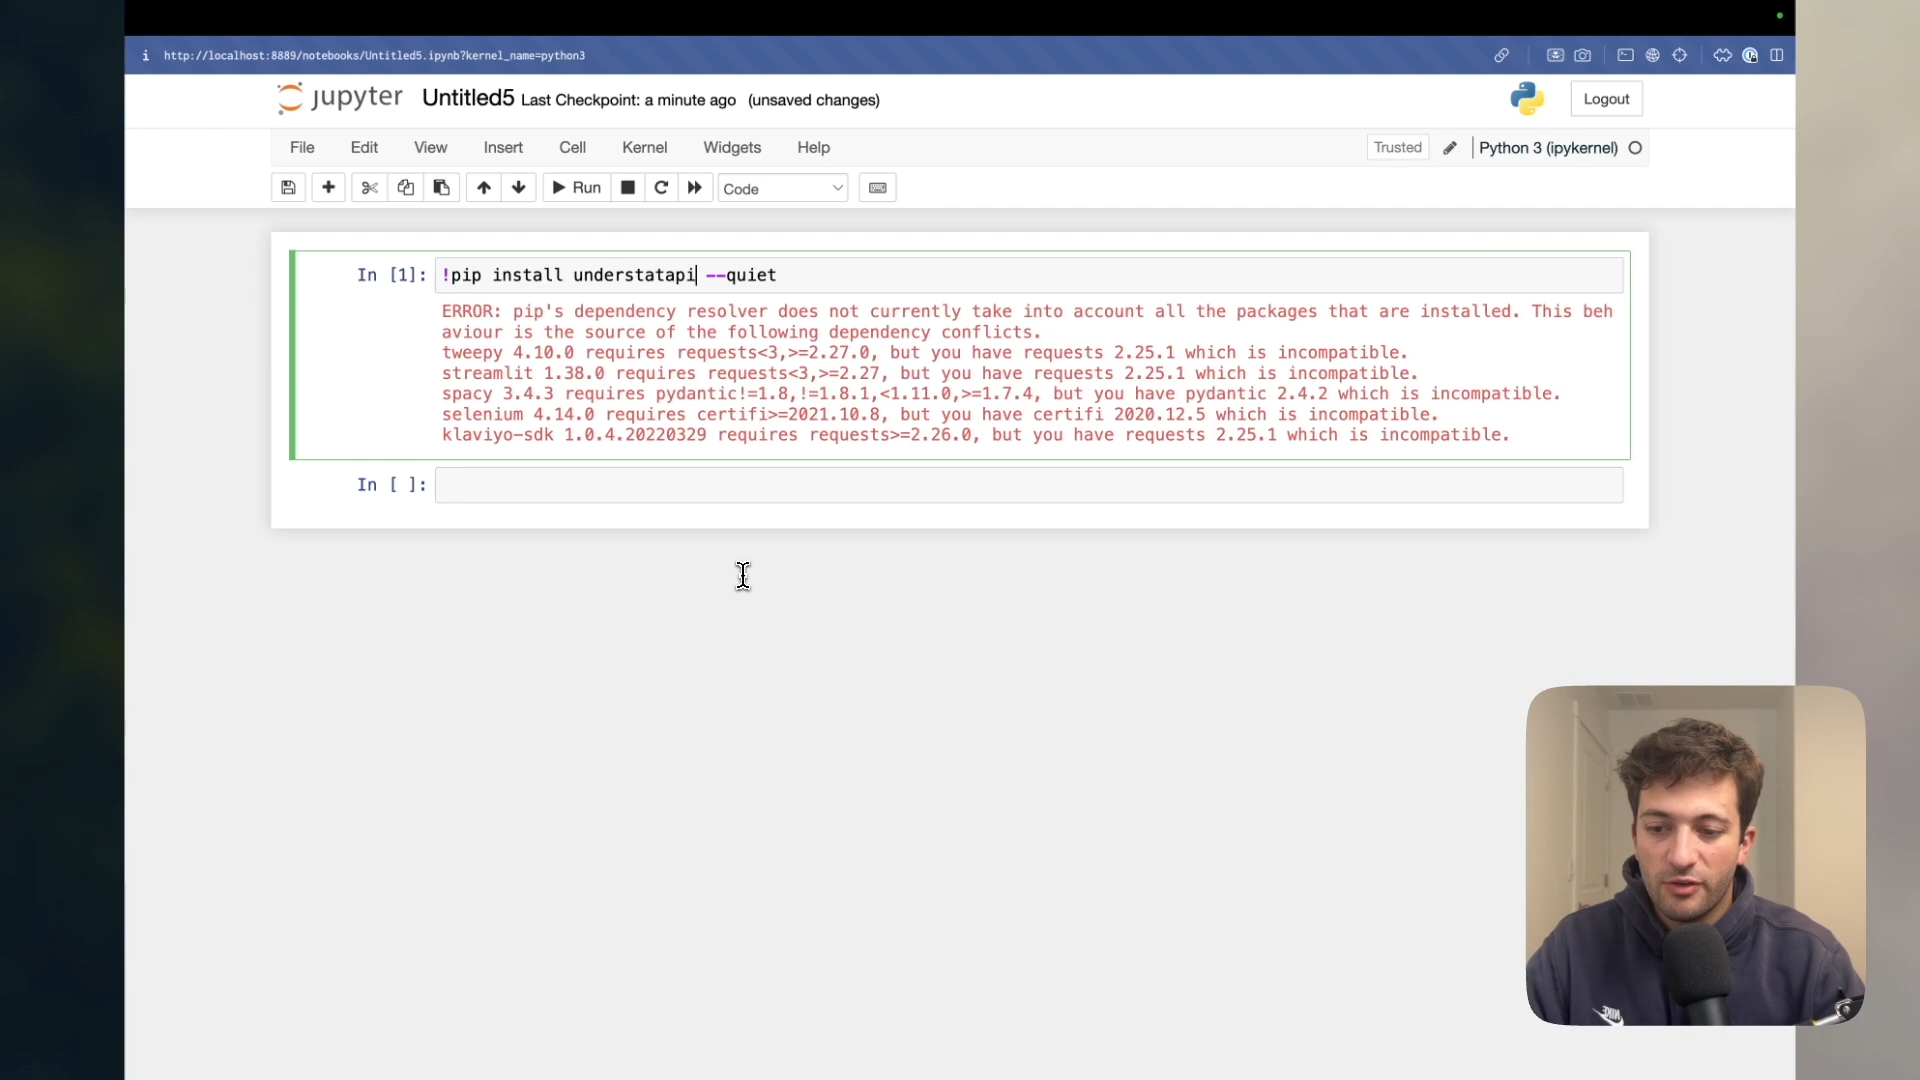 i http://localhost:8889/notebooks/Untitled5.ipynb?kernel_name=python3
jupyter Untitled5 Last Checkpoint: a minute ago (unsaved changes)
Logout
File Edit View Insert Cell Kernel Widgets Help
Trusted Python 3 (ipykernel)
Run Code
In [1]: !pip install understatapi --quiet
ERROR: pip's dependency resolver does not currently take into account all the packages that are installed. This beh
aviour is the source of the following dependency conflicts.
tweepy 4.10.0 requires requests<3,>=2.27.0, but you have requests 2.25.1 which is incompatible.
streamlit 1.38.0 requires requests<3,>=2.27, but you have requests 2.25.1 which is incompatible.
spacy 3.4.3 requires pydantic!=1.8,!=1.8.1,<1.11.0,>=1.7.4, but you have pydantic 2.4.2 which is incompatible.
selenium 4.14.0 requires certifi>=2021.10.8, but you have certifi 2020.12.5 which is incompatible.
klaviyo-sdk 1.0.4.20220329 requires requests>=2.26.0, but you have requests 2.25.1 which is incompatible.
In [ ]:
NIKE